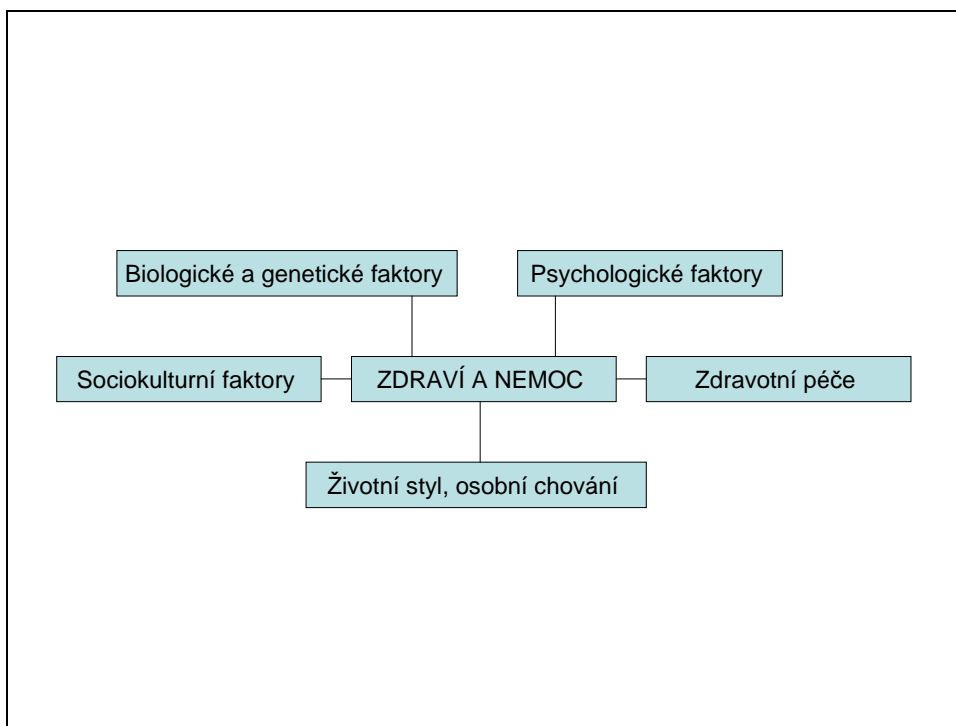 Biologické a genetické faktory
Psychologické faktory
Sociokulturní faktory
ZDRAVÍ A NEMOC
Zdravotní péče
Životní styl, osobní chování